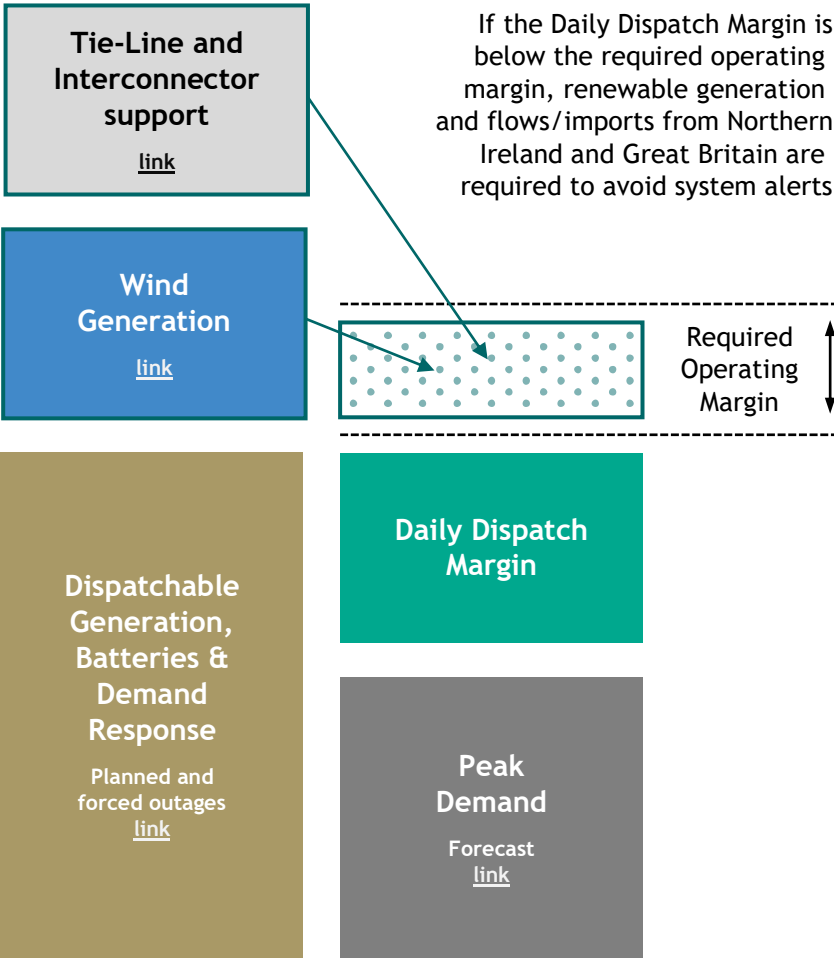 Tie-Line and
Interconnector
support
link
If the Daily Dispatch Margin is
below the required operating
margin, renewable generation
and flows/imports from Northern
Ireland and Great Britain are
required to avoid system alerts
Wind
Generation
link
Required
Operating
Margin
Daily Dispatch
Margin
Dispatchable
Generation,
Batteries &
Demand
Response
Planned and
forced outages
link
Peak
Demand
Forecast
link